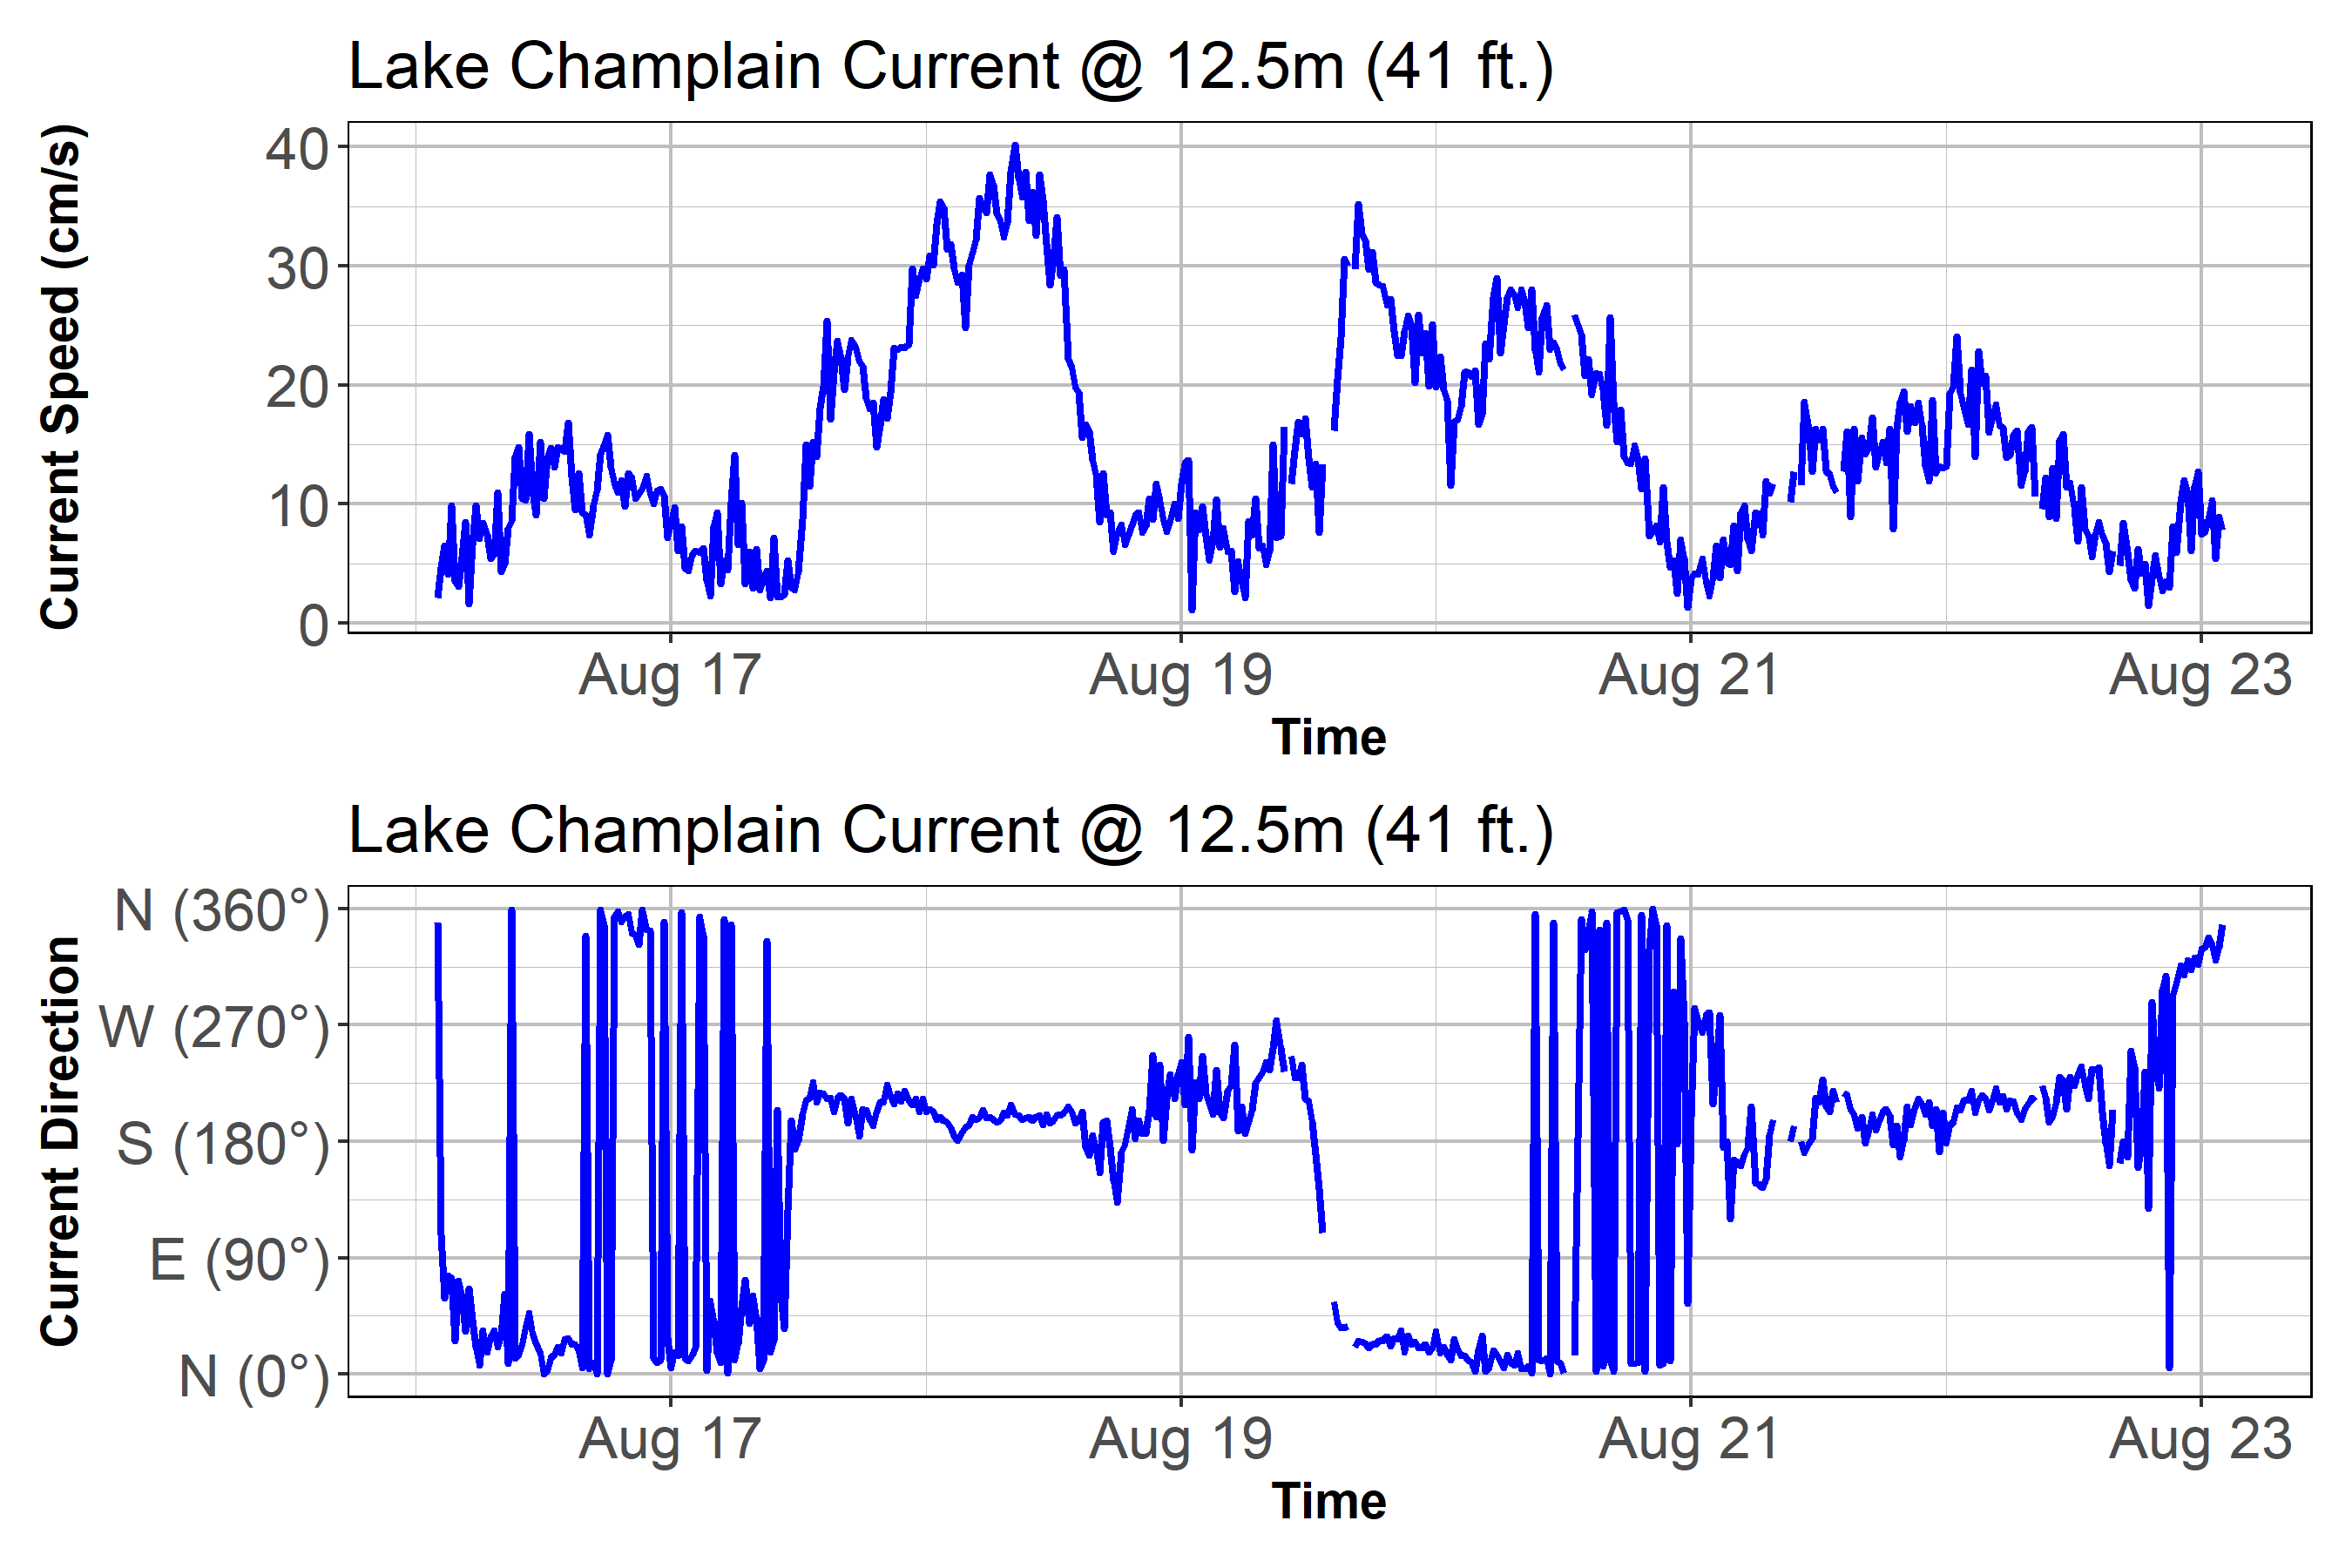 Lake Champlain Current @ 12.5m (41 ft.)
Current Speed (cm/s)
40
30
20
10
0
Aug 17 Aug 19 Aug 21 Aug 23
Time
Lake Champlain Current @ 12.5m (41 ft.)
Current Direction
N (360°)
W (270°)
S (180°)
E (90°)
N (0°)
Aug 17 Aug 19 Aug 21 Aug 23
Time